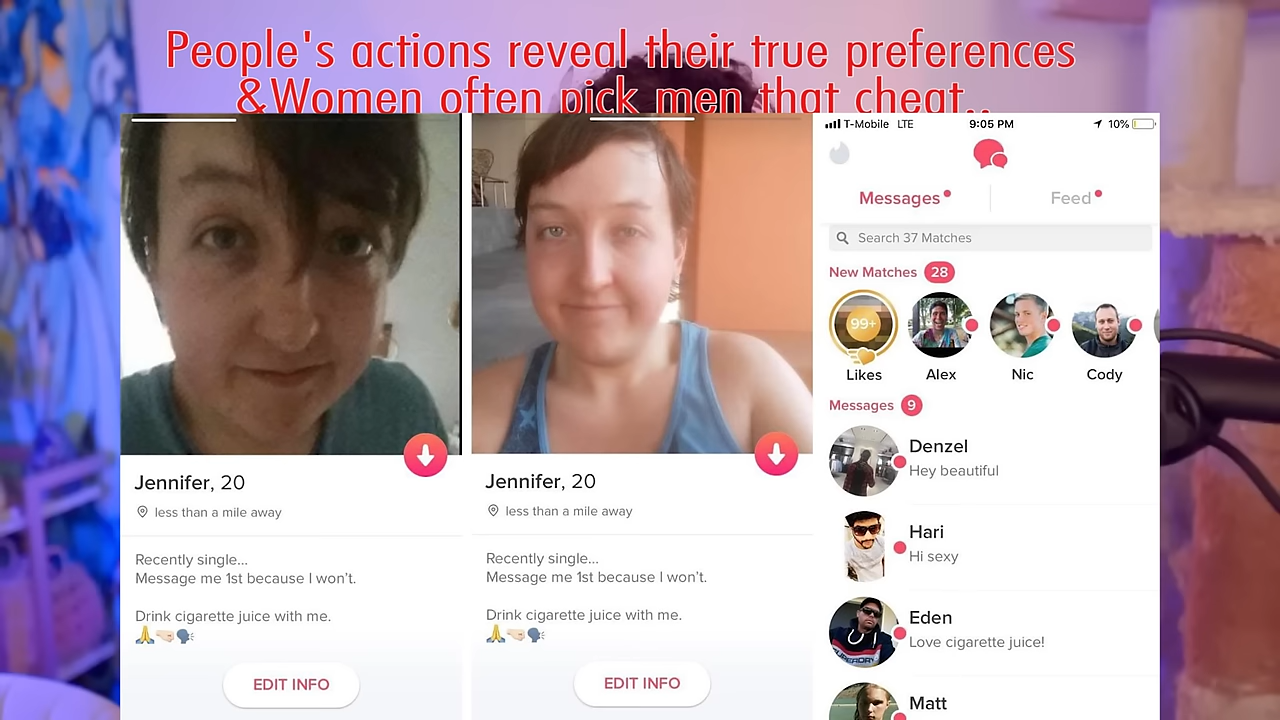 People's actions reveal their true preferences
&Women often pick men that cheat..
Jennifer, 20
less than a mile away
Recently single...
Message me 1st because I won't.
Drink cigarette juice with me.
EDIT INFO
Jennifer, 20
less than a mile away
Recently single...
Message me 1st because I won't.
Drink cigarette juice with me.
EDIT INFO
T-Mobile LTE 9:05 PM 10%
Messages Feed
Search 37 Matches
New Matches 28
99+
Likes Alex Nic Cody
Messages 9
Denzel
Hey beautiful
Hari
Hi sexy
Eden
Love cigarette juice!
Matt